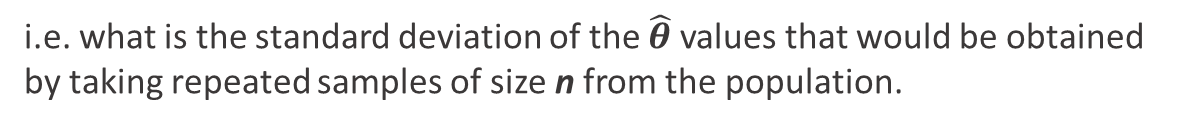 i.e. what is the standard deviation of the θ̂ values that would be obtained
by taking repeated samples of size n from the population.